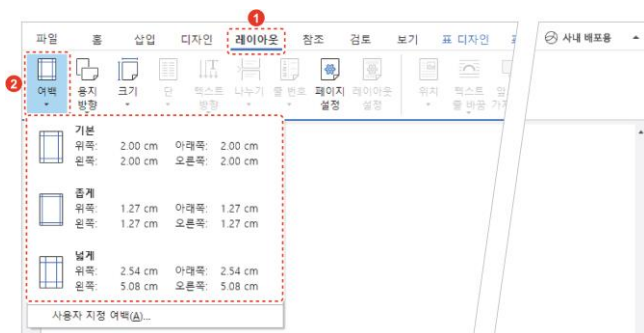 1
파일 홈 삽입 디자인 레이아웃 참조 검토 보기 표 디자인 사내 배포용
2
여백 용지 방향 크기 단 텍스트 방향 나누기 줄 번호 페이지 설정 레이아웃 설정 위치 텍스트 줄 바꿈
기본
위쪽: 2.00 cm 아래쪽: 2.00 cm
왼쪽: 2.00 cm 오른쪽: 2.00 cm
좁게
위쪽: 1.27 cm 아래쪽: 1.27 cm
왼쪽: 1.27 cm 오른쪽: 1.27 cm
넓게
위쪽: 2.54 cm 아래쪽: 2.54 cm
왼쪽: 5.08 cm 오른쪽: 5.08 cm
사용자 지정 여백(A)...